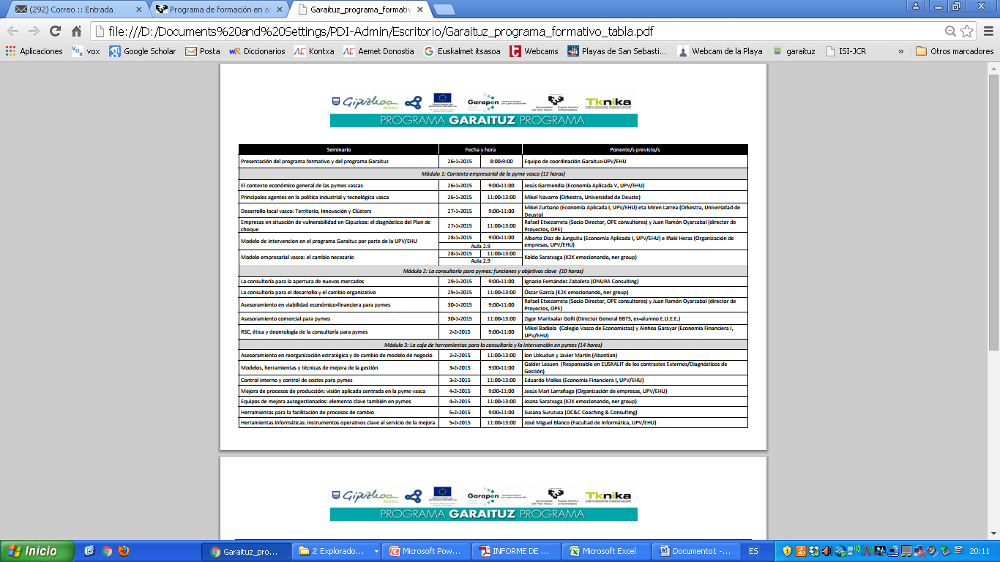 (292) Correo :: Entrada
Programa de formación en as
Garaituz_programa_formativ
file:///D:/Documents%20and%20Settings/PDI-Admin/Escritorio/Garaituz_programa_formativo_tabla.pdf
Aplicaciones vox Google Scholar Posta wR Diccionarios AE Kontxa AE Aemet Donostia Euskalmet itsasoa Webcams Playas de San Sebasti... Webcam de la Playa garaituz ISI-JCR » Otros marcadores
Gipuzkoa Garapen Tknika
PROGRAMA GARAITUZ PROGRAMA
Seminario Fecha y hora Ponente/s previsto/s
Presentación del programa formativo y del programa Garaituz 26•1•2015 8:00•9:00 Equipo de coordinación Garaituz•UPV/EHU
Módulo 1: Contexto empresarial de la pyme vasca (12 horas)
El contexto económico general de las pymes vascas 26•1•2015 9:00•11:00 Jesús Garmendia (Economía Aplicada V, UPV/EHU)
Principales agentes en la política industrial y tecnológica vasca 26•1•2015 11:00•13:00 Mikel Navarro (Orkestra, Universidad de Deusto)
Desarrollo local vasco: Territorio, Innovación y Clústers 27•1•2015 9:00•11:00 Mikel Zurbano (Economía Aplicada I, UPV/EHU) eta Miren Larrea (Orkestra, Universidad de
Deusto)
Empresas en situación de vulnerabilidad en Gipuzkoa: el diagnóstico del Plan de
choque 27•1•2015 11:00•13:00 Rafael Etxezarreta (Socio Director, OPE consultores) y Juan Ramón Oyarzabal (director de
Proyectos, OPE)
Modelo de intervencíon en el programa Garaituz por parte de la UPV/EHU 28•1•2015 9:00•11:00 Alberto Díaz de Junguitu (Economía Aplicada I, UPV/EHU) e Iñaki Heras (Organización de
empresas, UPV/EHU)
Aula 2.9
Modelo empresarial vasco: el cambio necesario 28•1•2015 11:00•13:00 Koldo Saratxaga (K2K emocionando, ner group)
Aula 2.9
Módulo 2: La consultoría para pymes: funciones y objetivos clave (10 horas)
La consultoría para la apertura de nuevos mercados 29•1•2015 9:00•11:00 Ignacio Fernández Zabaleta (ONURA Consulting)
La consultoría para el desarrollo y el cambio organizativo 29•1•2015 11:00•13:00 Óscar García (K2K emocionando, ner group)
Asesoramiento en viabilidad económico•financiera para pymes 30•1•2015 9:00•11:00 Rafael Etxezarreta (Socio Director, OPE consultores) y Juan Ramón Oyarzabal (director de
Proyectos, OPE)
Asesoramiento comercial para pymes 30•1•2015 11:00•13:00 Zigor Maritxalar Goñi (Director General BBTS, ex•alumno E.U.E.E.)
RSC, ética y deontología de la consultoría para pymes 2•2•2015 9:00•11:00 Mikel Badiola (Colegio Vasco de Economistas) y Ainhoa Garayar (Economía Financiera I,
UPV/EHU)
Módulo 3: La caja de herramientas para la consultoría y la intervención en pymes (14 horas)
Asesoramiento en reorganización estratégica y de cambio de modelo de negocio 2•2•2015 11:00•13:00 Ion Uzkudun y Javier Martín (Abantian)
Modelos, herramientas y técnicas de mejora de la gestión 3•2•2015 9:00•11:00 Galder Lasuen (Responsable en EUSKALIT de los contrastes Externos/Diagnósticos de
Gestión)
Control interno y control de costes para pymes 3•2•2015 11:00•13:00 Eduardo Malles (Economía Financiera I, UPV/EHU)
Mejora de procesos de producción: visión aplicada centrada en la pyme vasca 4•2•2015 9:00•11:00 Jesús Mari Larrañaga (Organización de empresas, UPV/EHU)
Equipos de mejora autogestionados: elemento clave también en pymes 4•2•2015 11:00•13:00 Joana Saratxaga (K2K emocionando, ner group)
Herramientas para la facilitación de procesos de cambio 5•2•2015 9:00•11:00 Susana Surutusa (OC&C Coaching & Consulting)
Herramientas informáticas: instrumentos operativos clave al servicio de la mejora 5•2•2015 11:00•13:00 José Miguel Blanco (Facultad de Informática, UPV/EHU)
Gipuzkoa Garapen Tknika
PROGRAMA GARAITUZ PROGRAMA
Inicio Garaituz_pro... 2 Explorado... Microsoft Pow... INFORME DE ... Microsoft Excel Documento1 -... ES 20:11